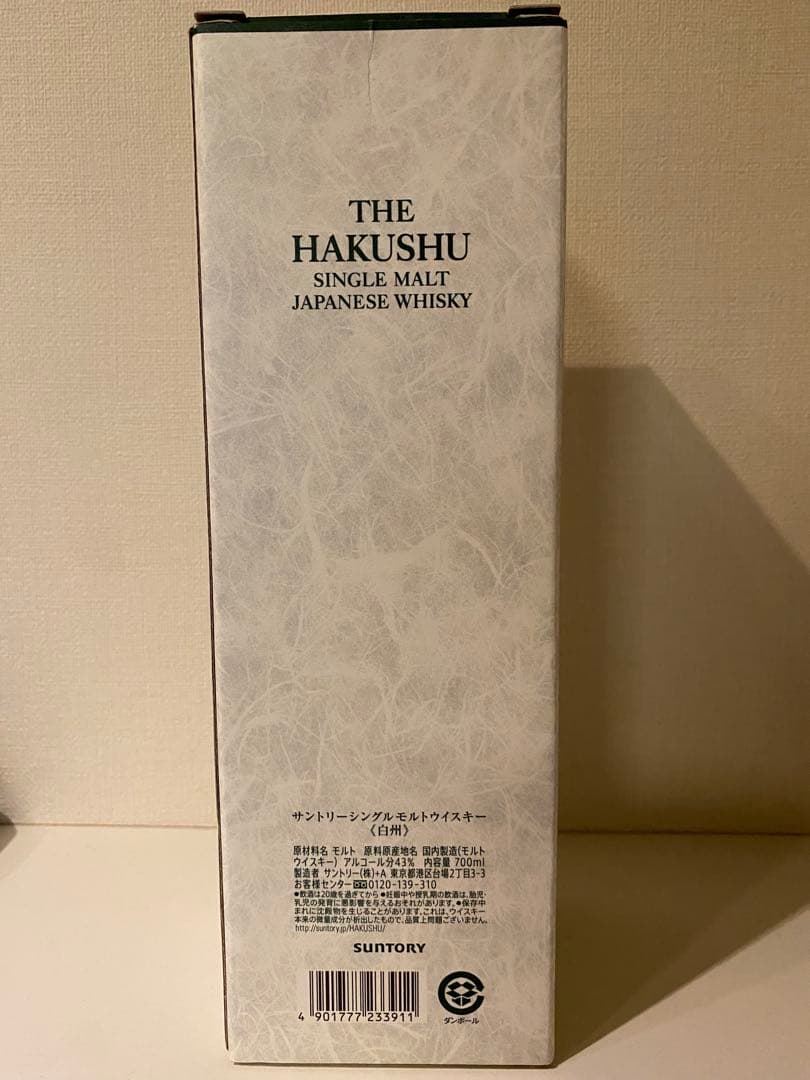 THE
HAKUSHU
SINGLE MALT
JAPANESE WHISKY
サントリーシングルモルトウイスキー
《白州》
原材料名 モルト 原料原産地名 国内製造(モルト
ウイスキー) アルコール分43% 内容量 700ml
製造者 サントリー(株)+A 東京都港区台場2丁目3-3
お客様センター 0120-139-310
●飲酒は20歳を過ぎてから ●妊娠中や授乳期の飲酒は、胎児・
乳児の発育に悪影響を与えるおそれがあります。●保存中
まれに沈殿物を生じることがあります。これは、ウイスキー
本来の微量成分が析出したもので、品質上問題ございません。
http://suntory.jp/HAKUSHU/
SUNTORY
4 901777 233911
ダンボール